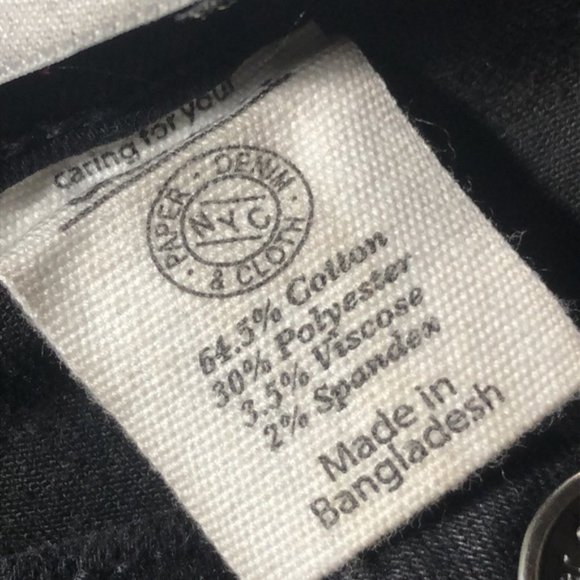 caring for your
PAPER · DENIM · & CLOTH ·
NYC
64.5% Cotton
30% Polyester
3.5% Viscose
2% Spandex
Made in
Bangladesh